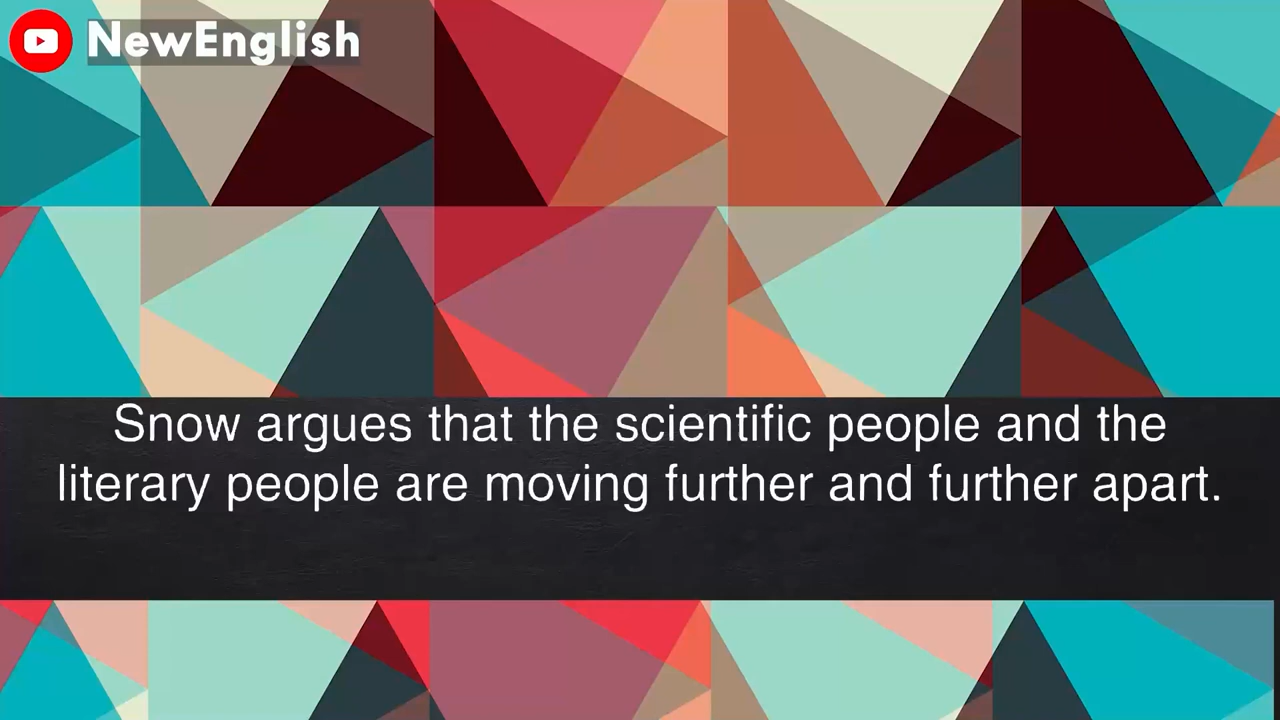 NewEnglish
Snow argues that the scientific people and the
literary people are moving further and further apart.